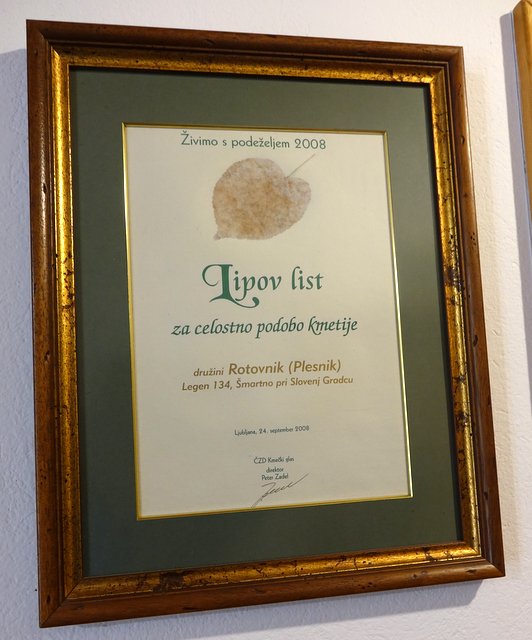 Živimo s podeželjem 2008
Lipov list
za celostno podobo kmetije
družini Rotovnik (Plesnik)
Legen 134, Šmartno pri Slovenj Gradcu
Ljubljana, 24. september 2008
ČZD Kmečki glas
direktor
Peter Zadel